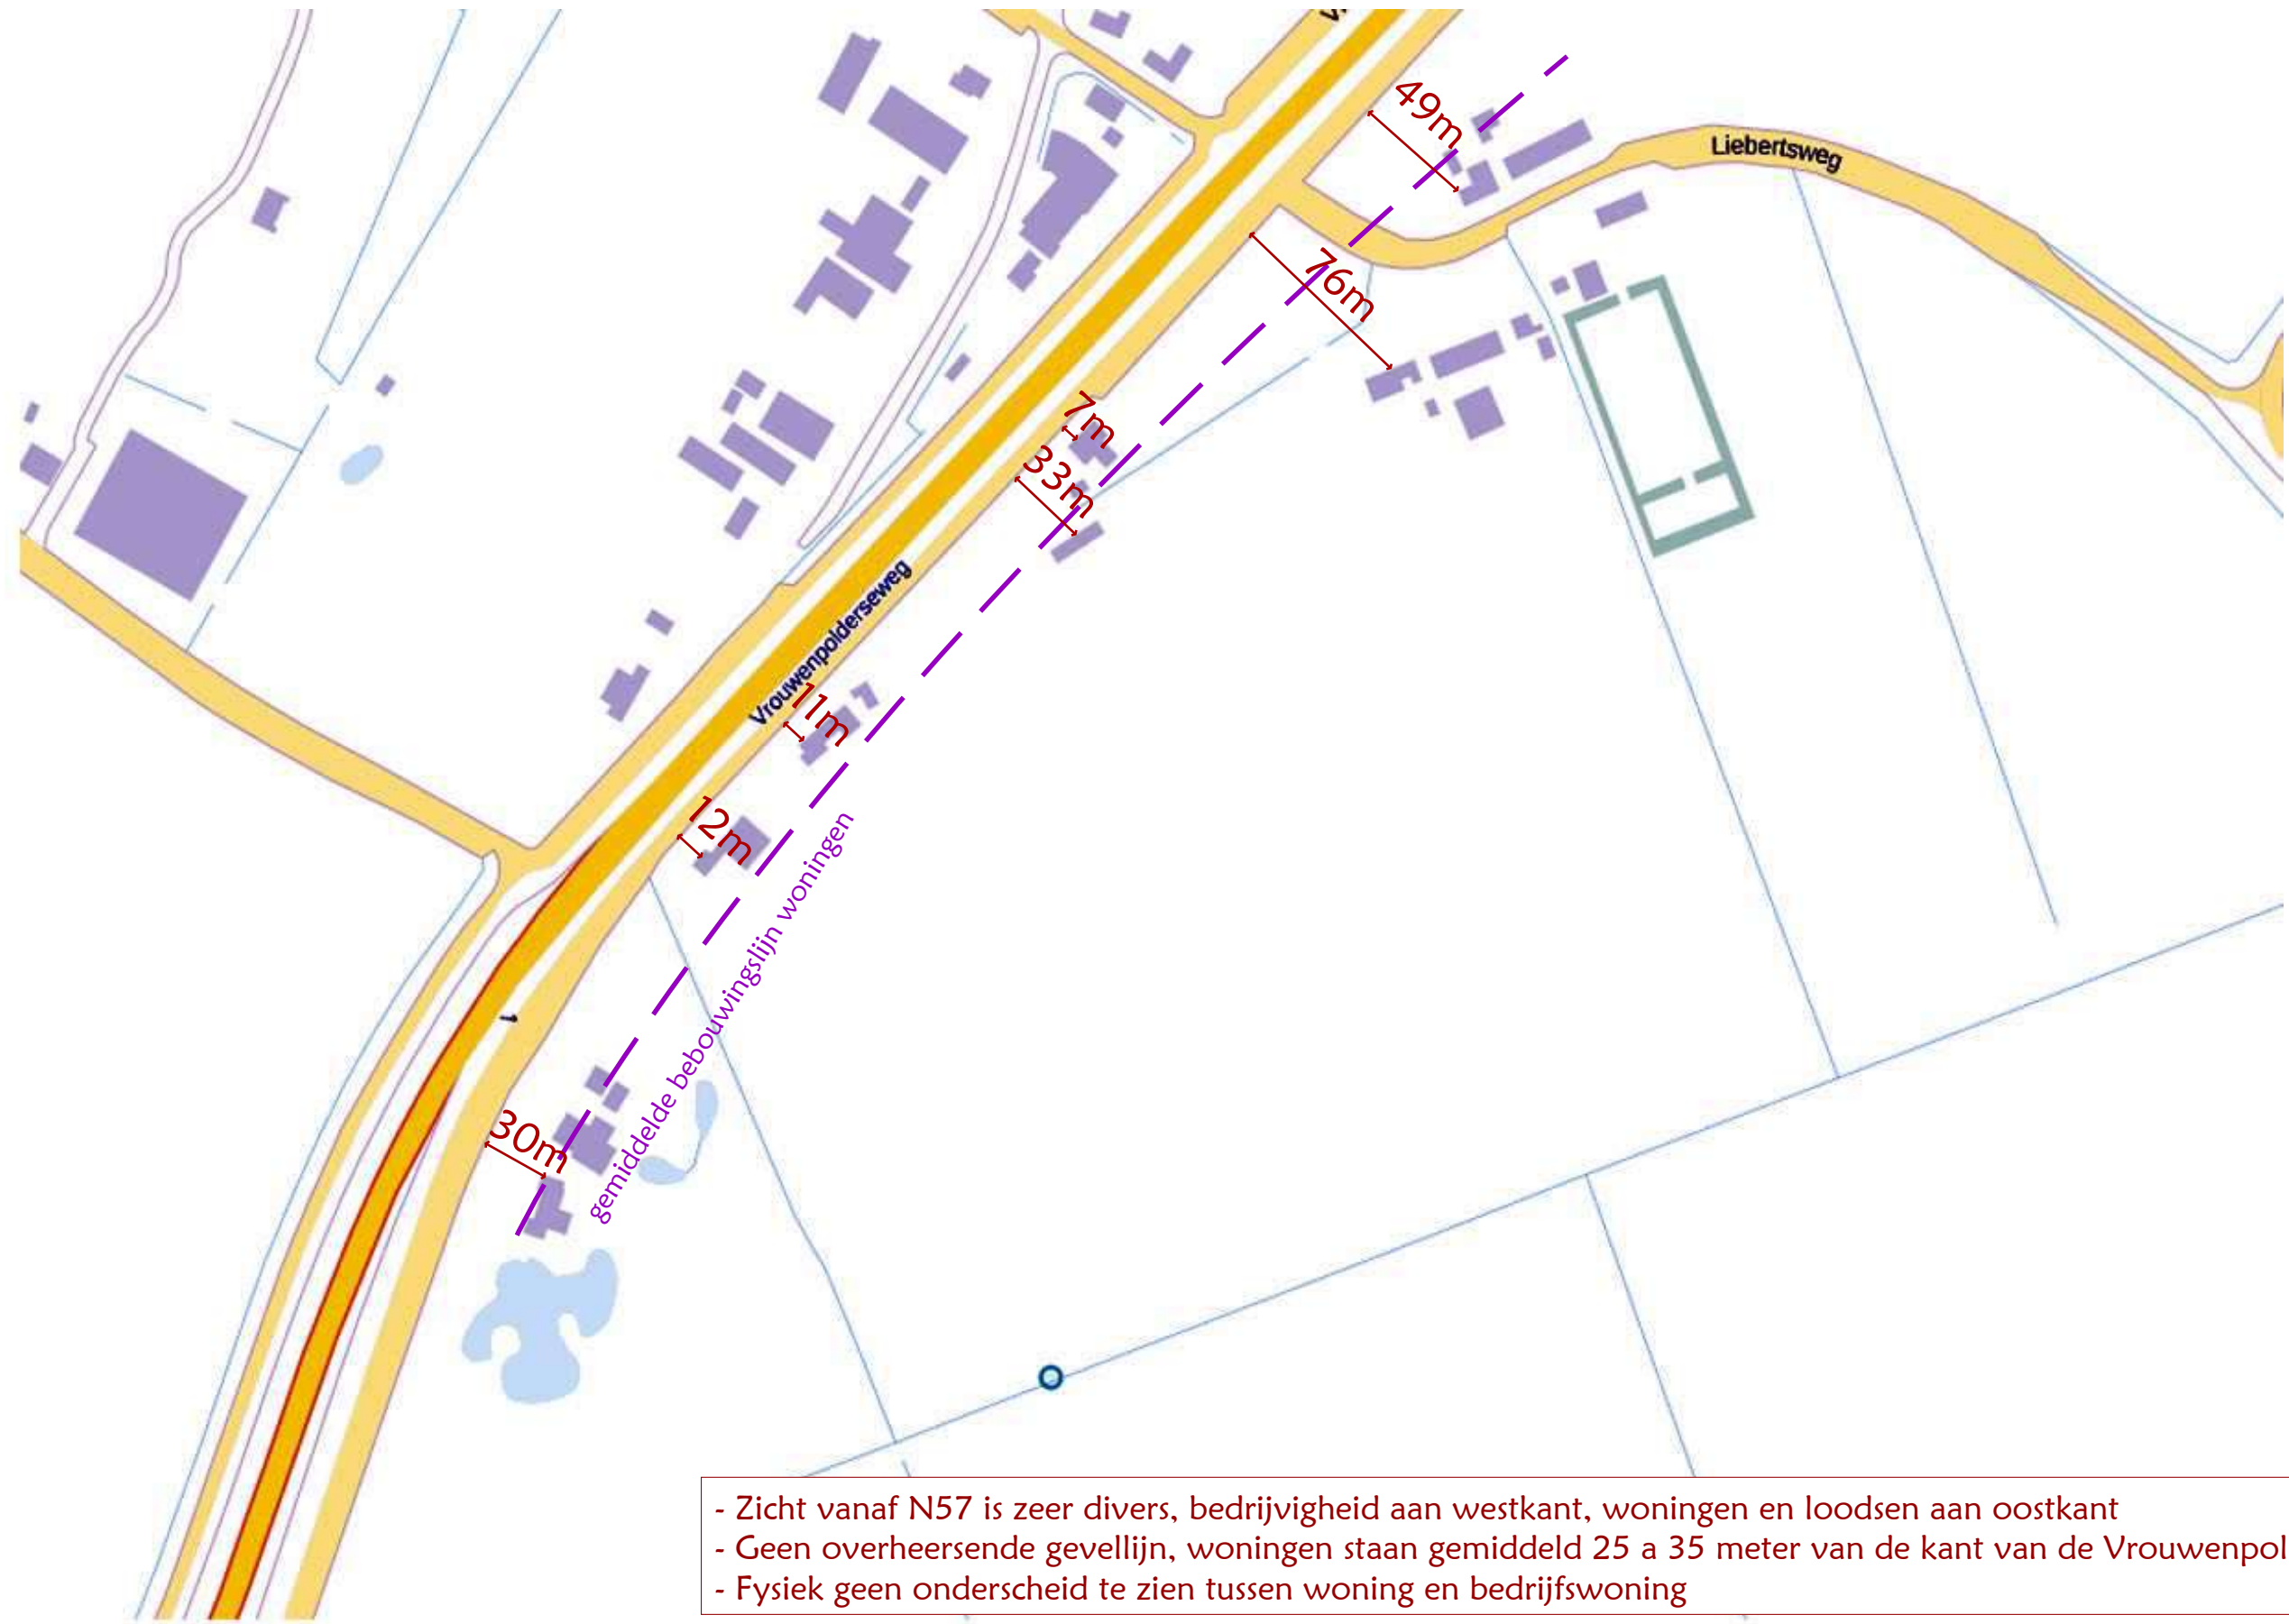 49m
Liebertsweg
76m
7m
33m
Vrouwenpolderseweg
11m
12m
gemiddelde bebouwingslijn woningen
1
30m
- Zicht vanaf N57 is zeer divers, bedrijvigheid aan westkant, woningen en loodsen aan oostkant
- Geen overheersende gevellijn, woningen staan gemiddeld 25 a 35 meter van de kant van de Vrouwenpol
- Fysiek geen onderscheid te zien tussen woning en bedrijfswoning